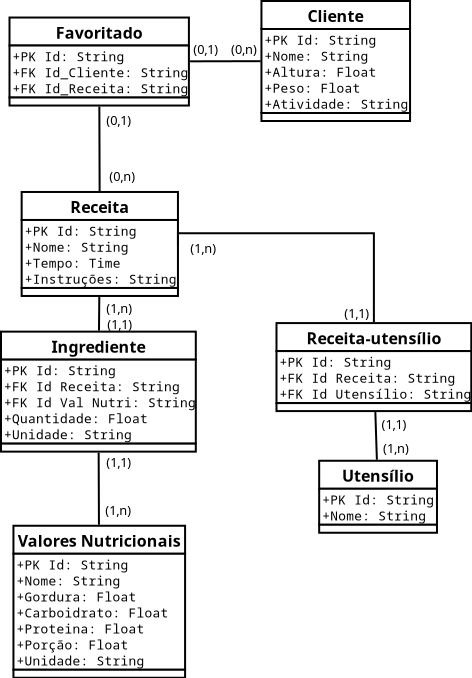 Favoritado
+PK Id: String
+FK Id_Cliente: String
+FK Id_Receita: String
(0,1)
(0,n)
Cliente
+PK Id: String
+Nome: String
+Altura: Float
+Peso: Float
+Atividade: String
(0,1)
(0,n)
Receita
+PK Id: String
+Nome: String
+Tempo: Time
+Instruções: String
(1,n)
(1,n)
(1,1)
(1,1)
Ingrediente
+PK Id: String
+FK Id Receita: String
+FK Id Val Nutri: String
+Quantidade: Float
+Unidade: String
Receita-utensílio
+PK Id: String
+FK Id Receita: String
+FK Id Utensílio: String
(1,1)
(1,n)
Utensílio
+PK Id: String
+Nome: String
(1,1)
(1,n)
Valores Nutricionais
+PK Id: String
+Nome: String
+Gordura: Float
+Carboidrato: Float
+Proteina: Float
+Porção: Float
+Unidade: String